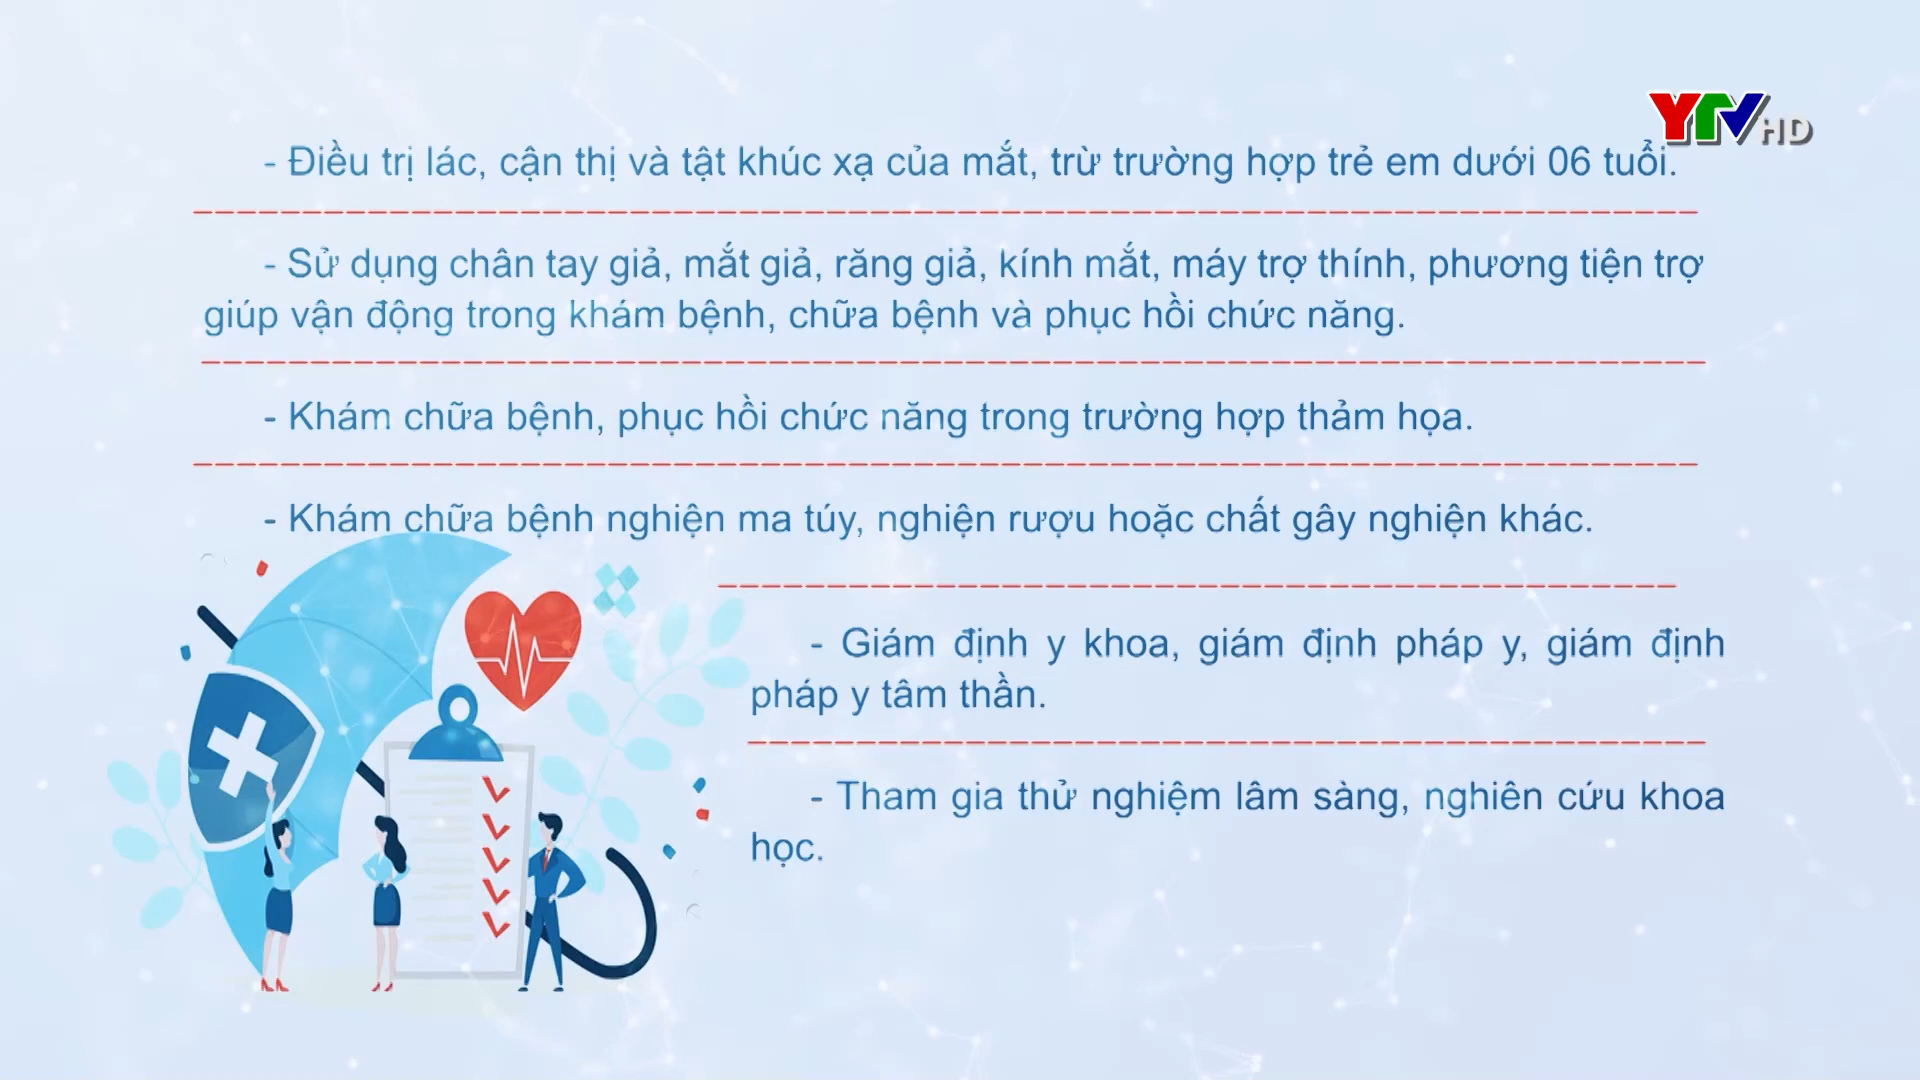 YTV HD
- Điều trị lác, cận thị và tật khúc xạ của mắt, trừ trường hợp trẻ em dưới 06 tuổi.
- Sử dụng chân tay giả, mắt giả, răng giả, kính mắt, máy trợ thính, phương tiện trợ
giúp vận động trong khám bệnh, chữa bệnh và phục hồi chức năng.
- Khám chữa bệnh, phục hồi chức năng trong trường hợp thảm họa.
- Khám chữa bệnh nghiện ma túy, nghiện rượu hoặc chất gây nghiện khác.
- Giám định y khoa, giám định pháp y, giám định
pháp y tâm thần.
- Tham gia thử nghiệm lâm sàng, nghiên cứu khoa
học.